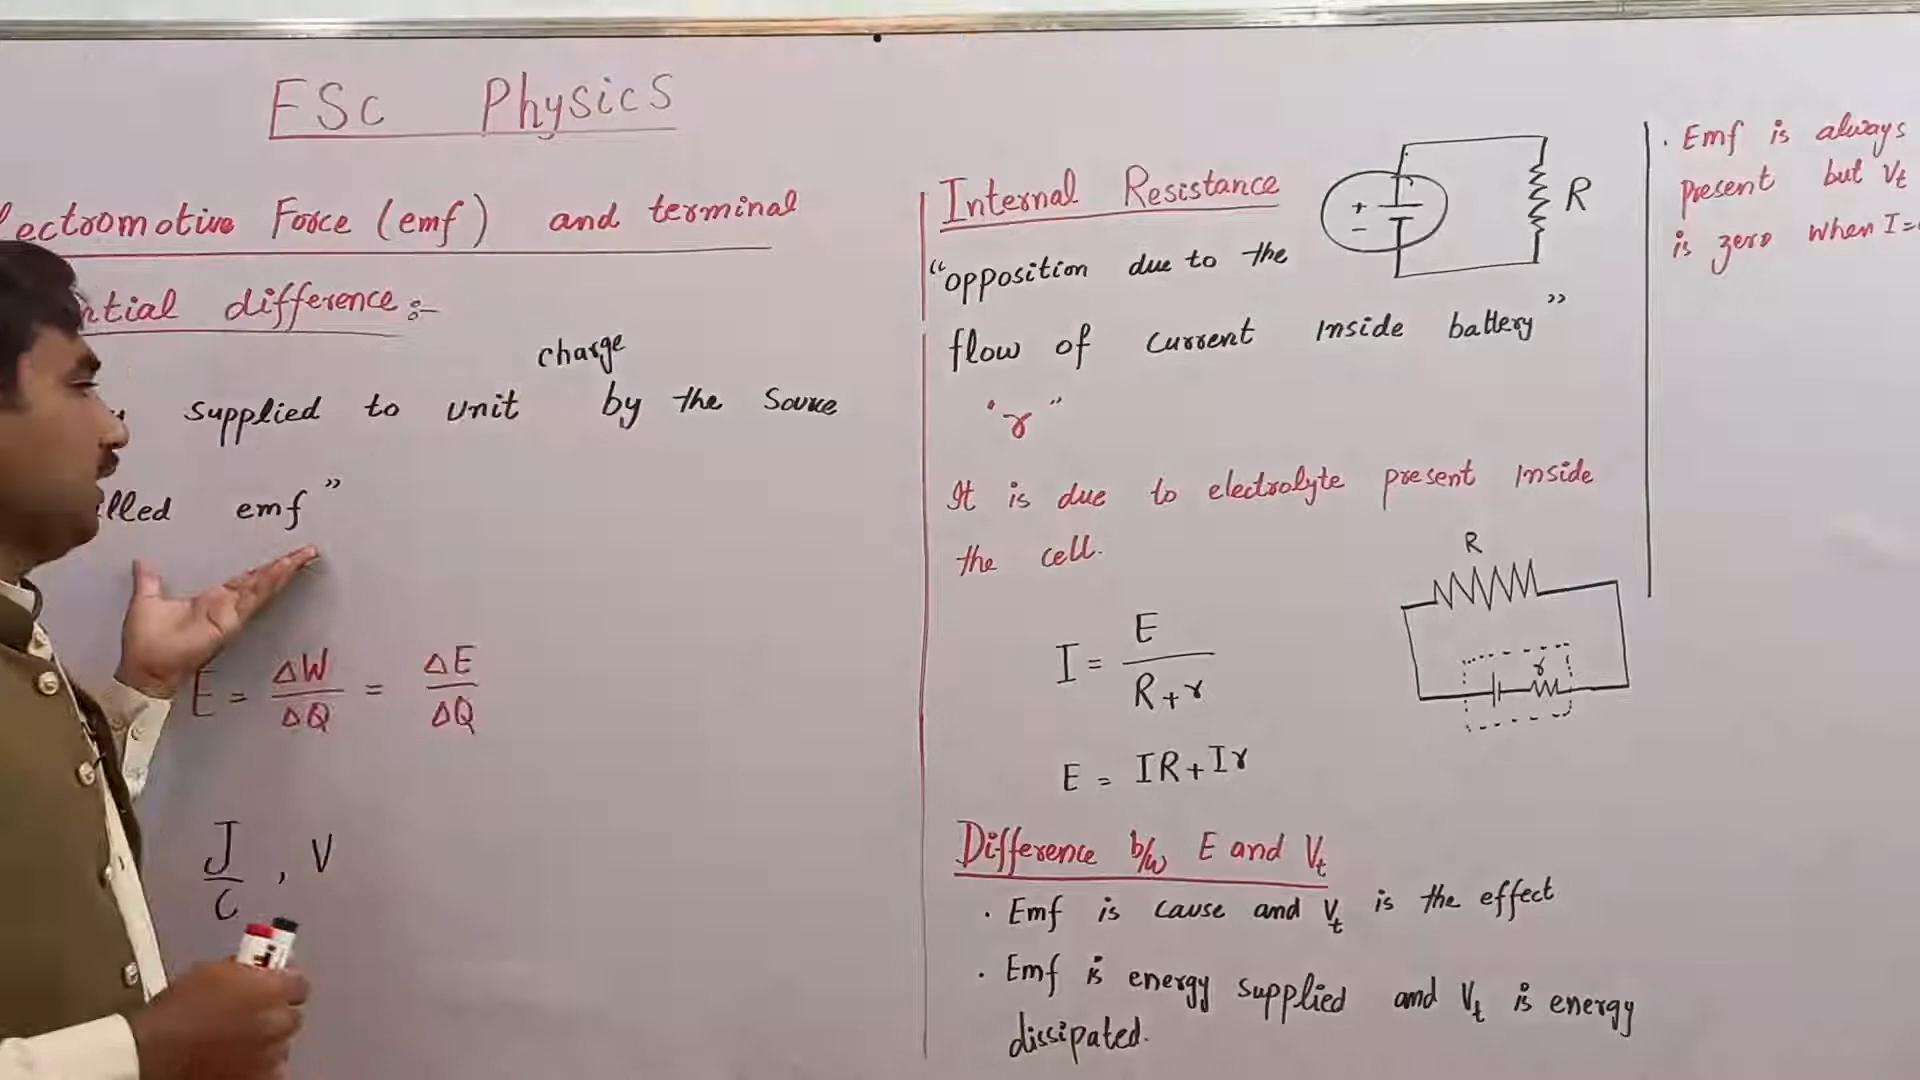 FSc Physics
lectromotive Force (emf) and terminal
ntial difference :-
charge
supplied to unit by the Source
lled emf"
E = ΔW/ΔQ = ΔE/ΔQ
J/C , V
Internal Resistance
"opposition due to the
flow of current inside battery"
"r"
It is due to electrolyte present inside
the cell.
I = E/(R+r)
E = IR+Ir
Difference b/w E and Vt
. Emf is cause and Vt is the effect
. Emf is energy supplied and Vt is energy
dissipated.
+
-
R
R
r
. Emf is always
present but Vt
is zero when I=